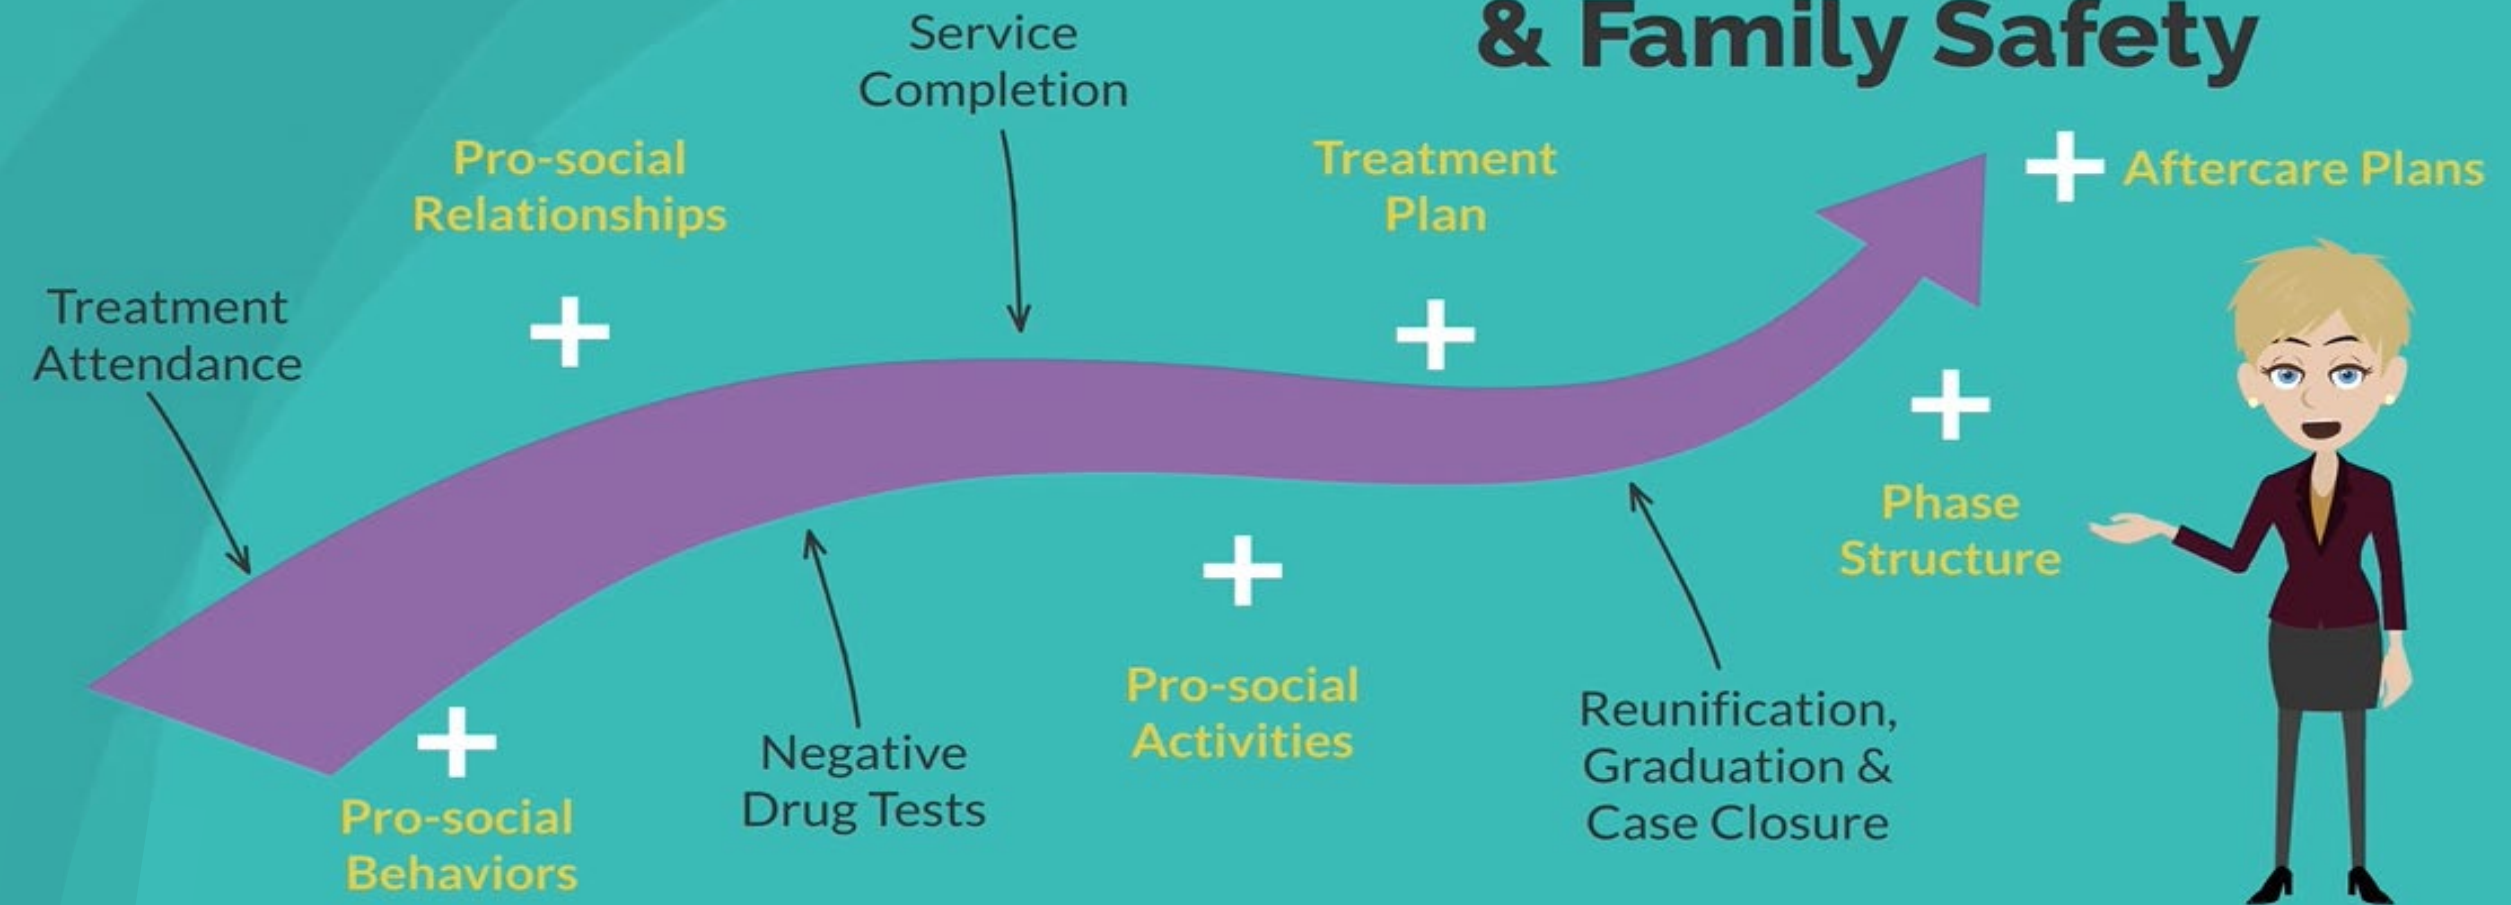 & Family Safety
Service
Completion
Pro-social
Relationships
Treatment
Plan
+ Aftercare Plans
Treatment
Attendance
+
+
+
Phase
Structure
+
Pro-social
Activities
Reunification,
Graduation &
Case Closure
+
Negative
Drug Tests
Pro-social
Behaviors